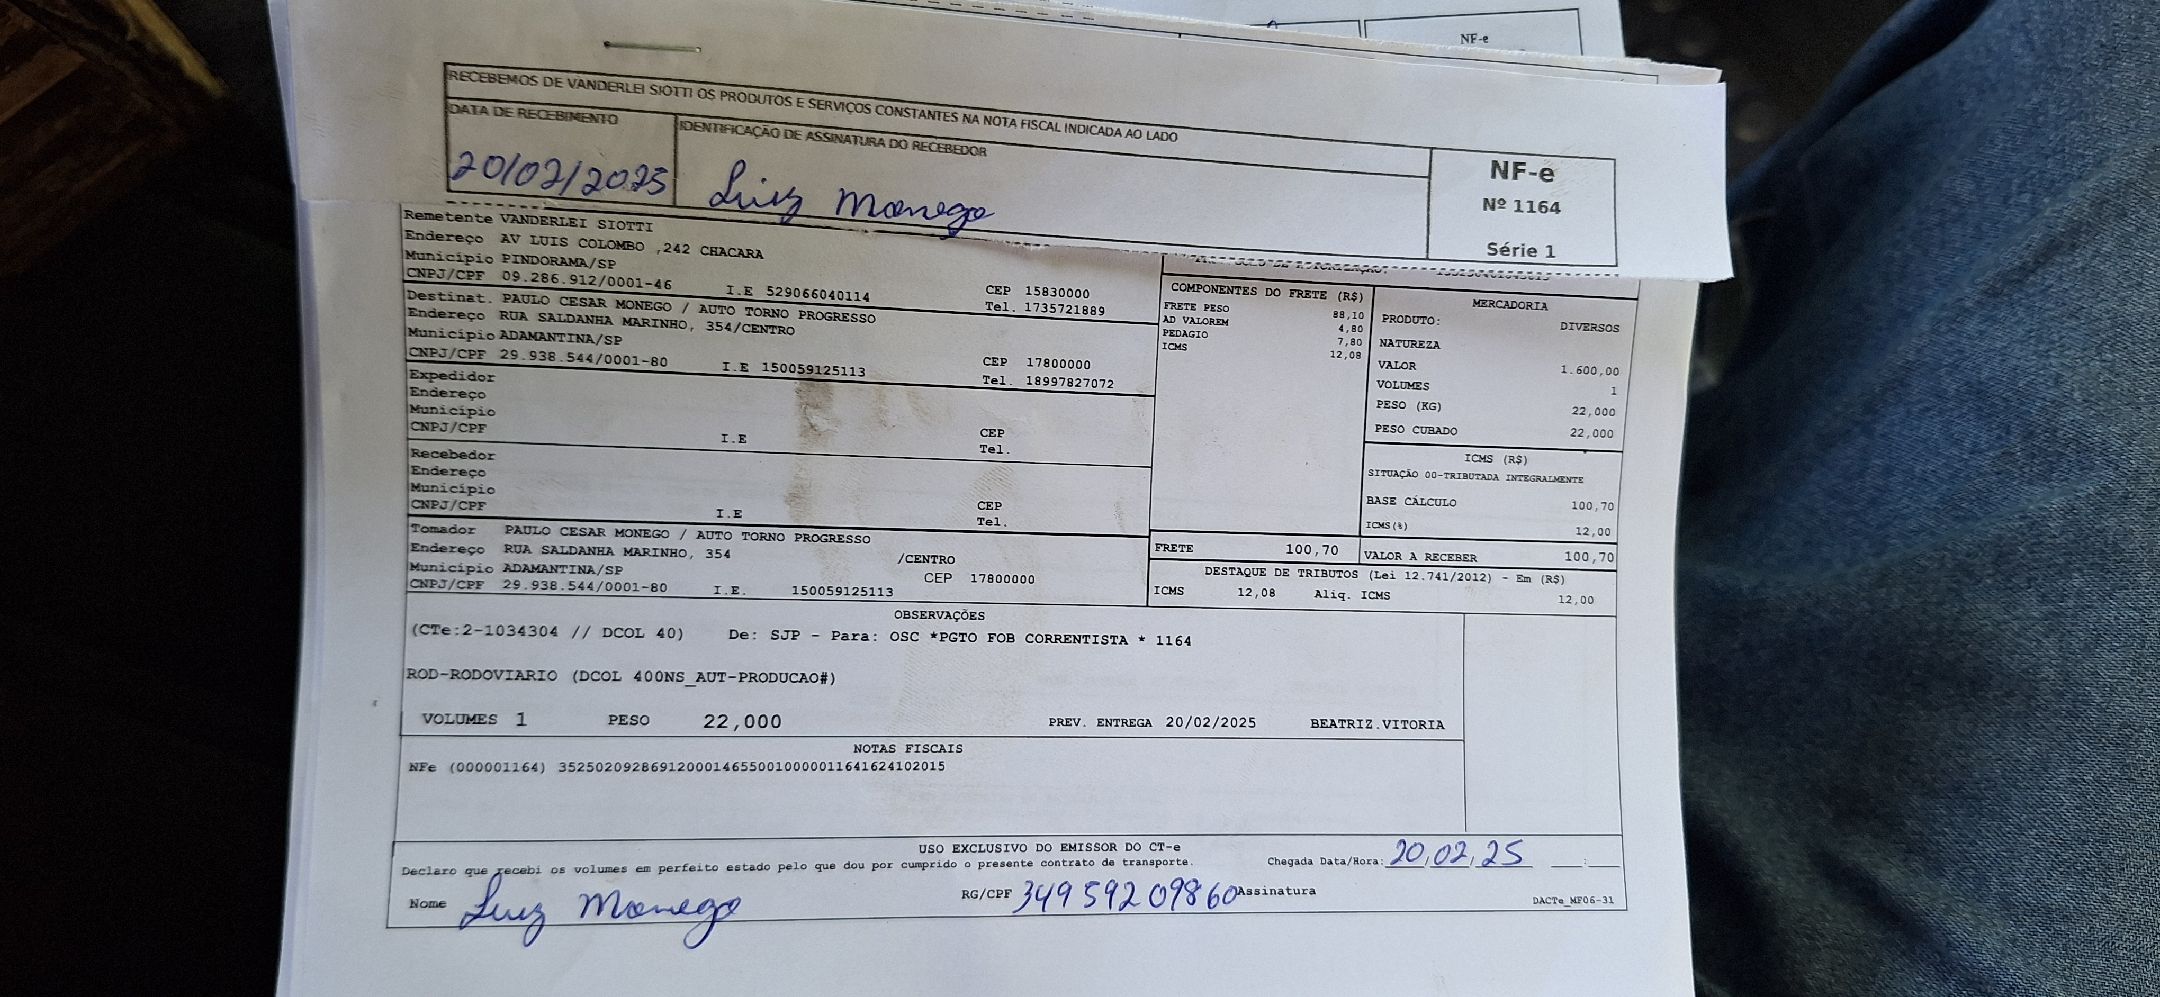 NF-e
RECEBEMOS DE VANDERLEI SIOTTI OS PRODUTOS E SERVIÇOS CONSTANTES NA NOTA FISCAL INDICADA AO LADO
DATA DE RECEBIMENTO
IDENTIFICAÇÃO DE ASSINATURA DO RECEBEDOR
20/02/2025
Luiz Monego
NF-e
Nº 1164
Série 1
Remetente VANDERLEI SIOTTI
Endereço AV LUIS COLOMBO ,242 CHACARA
Município PINDORAMA/SP
CEP 15830000
CNPJ/CPF 09.286.912/0001-46 I.E 529066040114 Tel. 1735721889
Destinat. PAULO CESAR MONEGO / AUTO TORNO PROGRESSO
Endereço RUA SALDANHA MARINHO, 354/CENTRO
Município ADAMANTINA/SP CEP 17800000
CNPJ/CPF 29.938.544/0001-80 I.E 150059125113 Tel. 18997827072
Expedidor
Endereço
Município CEP
CNPJ/CPF I.E Tel.
Recebedor
Endereço
Município CEP
CNPJ/CPF I.E Tel.
Tomador PAULO CESAR MONEGO / AUTO TORNO PROGRESSO
Endereço RUA SALDANHA MARINHO, 354 /CENTRO
Município ADAMANTINA/SP CEP 17800000
CNPJ/CPF 29.938.544/0001-80 I.E. 150059125113
COMPONENTES DO FRETE (R$)
FRETE PESO 88,10
AD VALOREM 4,80
PEDAGIO 7,80
ICMS 12,08
MERCADORIA
PRODUTO: DIVERSOS
NATUREZA
VALOR 1.600,00
VOLUMES 1
PESO (KG) 22,000
PESO CUBADO 22,000
ICMS (R$)
SITUAÇÃO 00-TRIBUTADA INTEGRALMENTE
BASE CÁLCULO 100,70
ICMS(%) 12,00
FRETE 100,70 VALOR A RECEBER 100,70
DESTAQUE DE TRIBUTOS (Lei 12.741/2012) - Em (R$)
ICMS 12,08 Aliq. ICMS 12,00
OBSERVAÇÕES
(CTe:2-1034304 // DCOL 40) De: SJP - Para: OSC *PGTO FOB CORRENTISTA * 1164
ROD-RODOVIARIO (DCOL 400NS_AUT-PRODUCAO#)
VOLUMES 1 PESO 22,000 PREV. ENTREGA 20/02/2025 BEATRIZ.VITORIA
NOTAS FISCAIS
NFe (000001164) 35250209286912000146550010000011641624102015
USO EXCLUSIVO DO EMISSOR DO CT-e
Declaro que recebi os volumes em perfeito estado pelo que dou por cumprido o presente contrato de transporte. Chegada Data/Hora: 20,02,25 __:__
Nome Luiz Monego RG/CPF 34959209860 Assinatura
DACTe_MF06-31